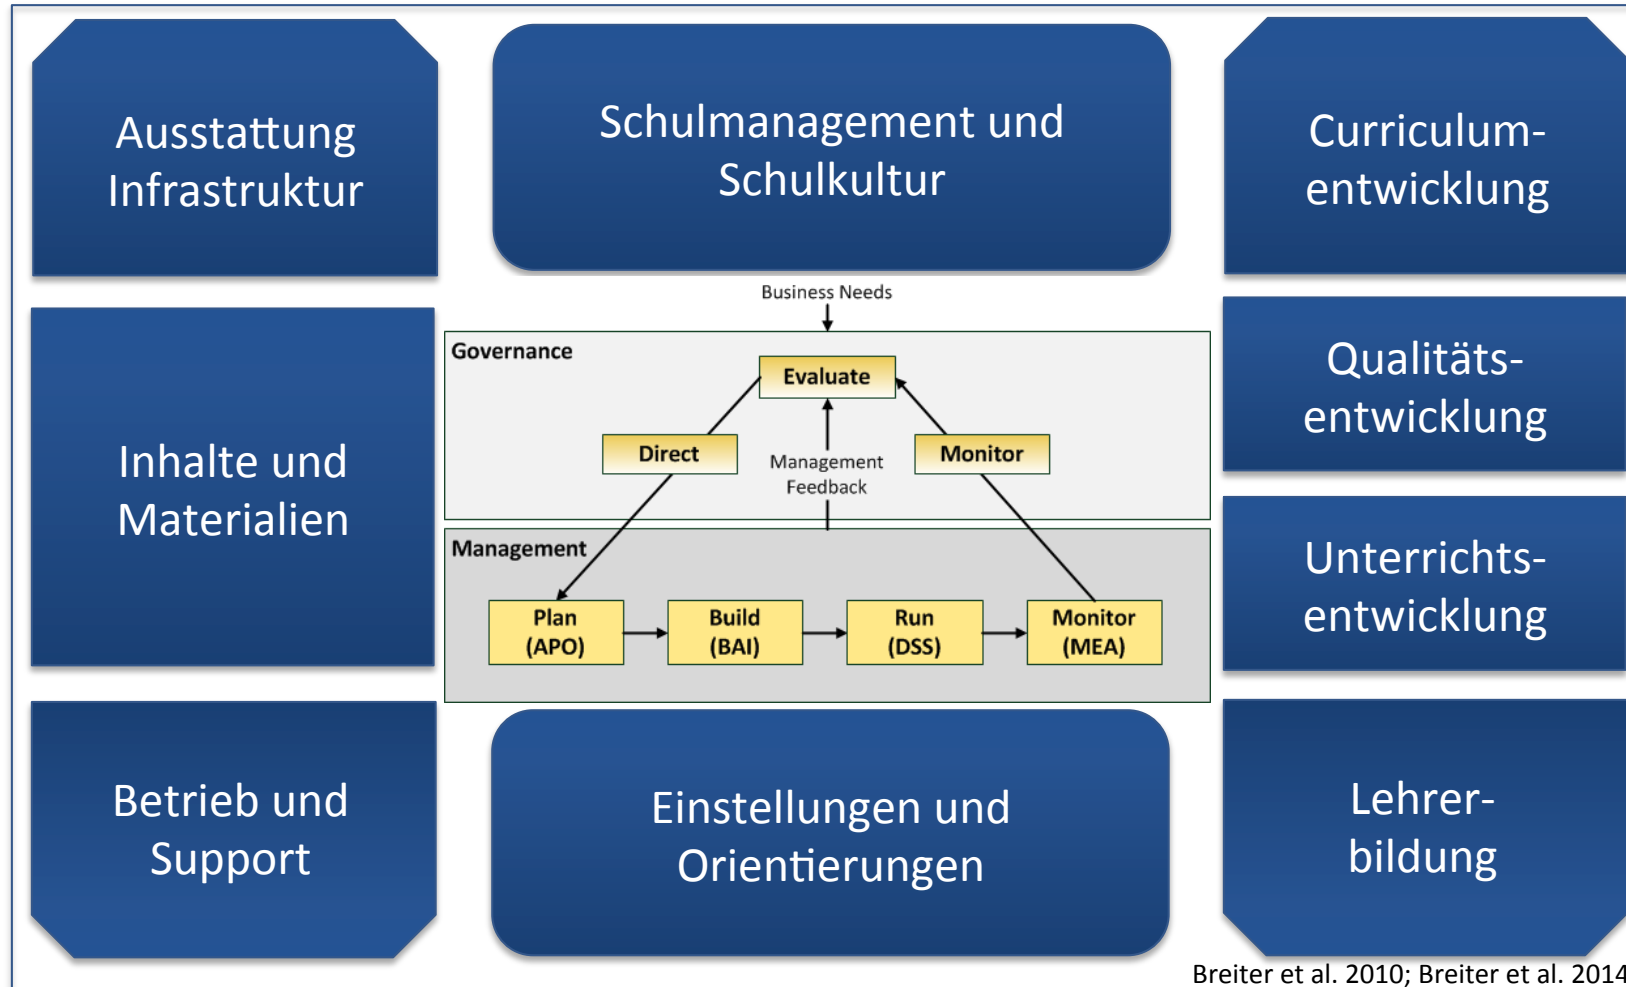 Ausstattung
Infrastruktur
Schulmanagement und
Schulkultur
Curriculum-
entwicklung
Inhalte und
Materialien
Business Needs
Governance
Evaluate
Direct
Monitor
Management
Feedback
Management
Plan
(APO)
Build
(BAI)
Run
(DSS)
Monitor
(MEA)
Qualitäts-
entwicklung
Unterrichts-
entwicklung
Betrieb und
Support
Einstellungen und
Orientierungen
Lehrer-
bildung
Breiter et al. 2010; Breiter et al. 2014